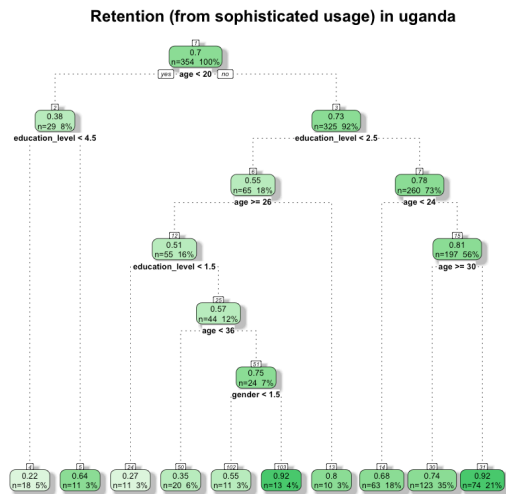 Retention (from sophisticated usage) in uganda
1
0.7
n=354 100%
yes age < 20 no
2
0.38
n=29 8%
education_level < 4.5
3
0.73
n=325 92%
education_level < 2.5
6
0.55
n=65 18%
age >= 26
7
0.78
n=260 73%
age < 24
12
0.51
n=55 16%
education_level < 1.5
15
0.81
n=197 56%
age >= 30
25
0.57
n=44 12%
age < 36
51
0.75
n=24 7%
gender < 1.5
4
0.22
n=18 5%
5
0.64
n=11 3%
24
0.27
n=11 3%
50
0.35
n=20 6%
102
0.55
n=11 3%
103
0.92
n=13 4%
13
0.8
n=10 3%
14
0.68
n=63 18%
30
0.74
n=123 35%
31
0.92
n=74 21%